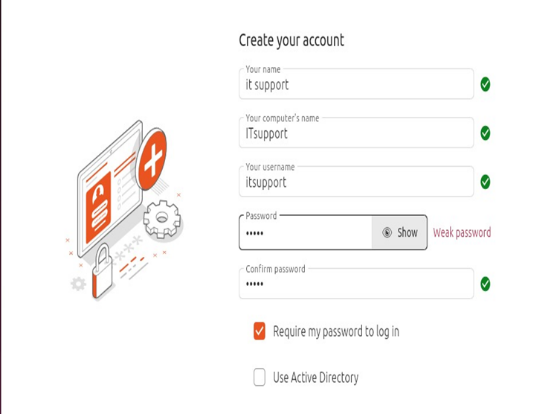 Create your account
Your name
it support
Your computer's name
ITsupport
Your username
itsupport
Password
•••••
Show
Weak password
Confirm password
•••••
Require my password to log in
Use Active Directory